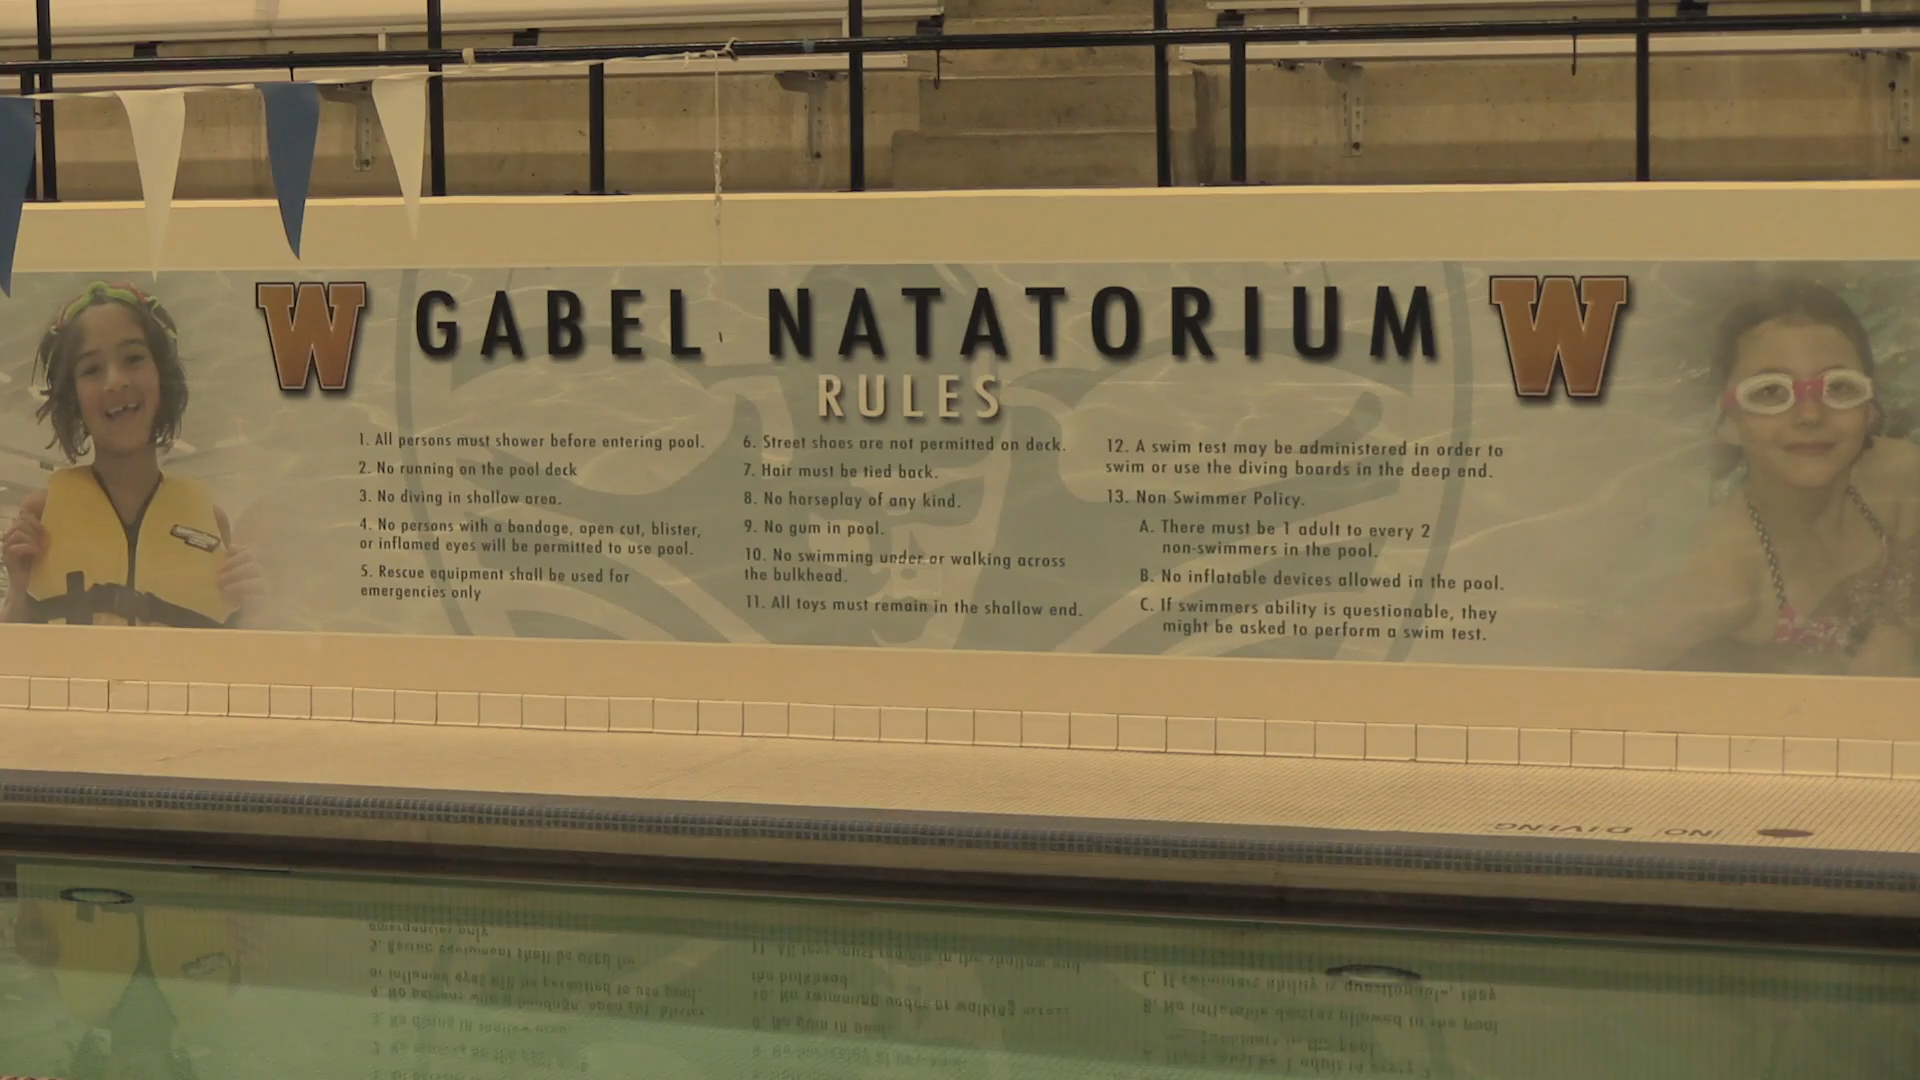 W GABEL NATATORIUM W
RULES
1. All persons must shower before entering pool.
2. No running on the pool deck
3. No diving in shallow area.
4. No persons with a bandage, open cut, blister,
or inflamed eyes will be permitted to use pool.
5. Rescue equipment shall be used for
emergencies only
6. Street shoes are not permitted on deck.
7. Hair must be tied back.
8. No horseplay of any kind.
9. No gum in pool.
10. No swimming under or walking across
the bulkhead.
11. All toys must remain in the shallow end.
12. A swim test may be administered in order to
swim or use the diving boards in the deep end.
13. Non Swimmer Policy.
A. There must be 1 adult to every 2
non-swimmers in the pool.
B. No inflatable devices allowed in the pool.
C. If swimmers ability is questionable, they
might be asked to perform a swim test.
NO DIVING